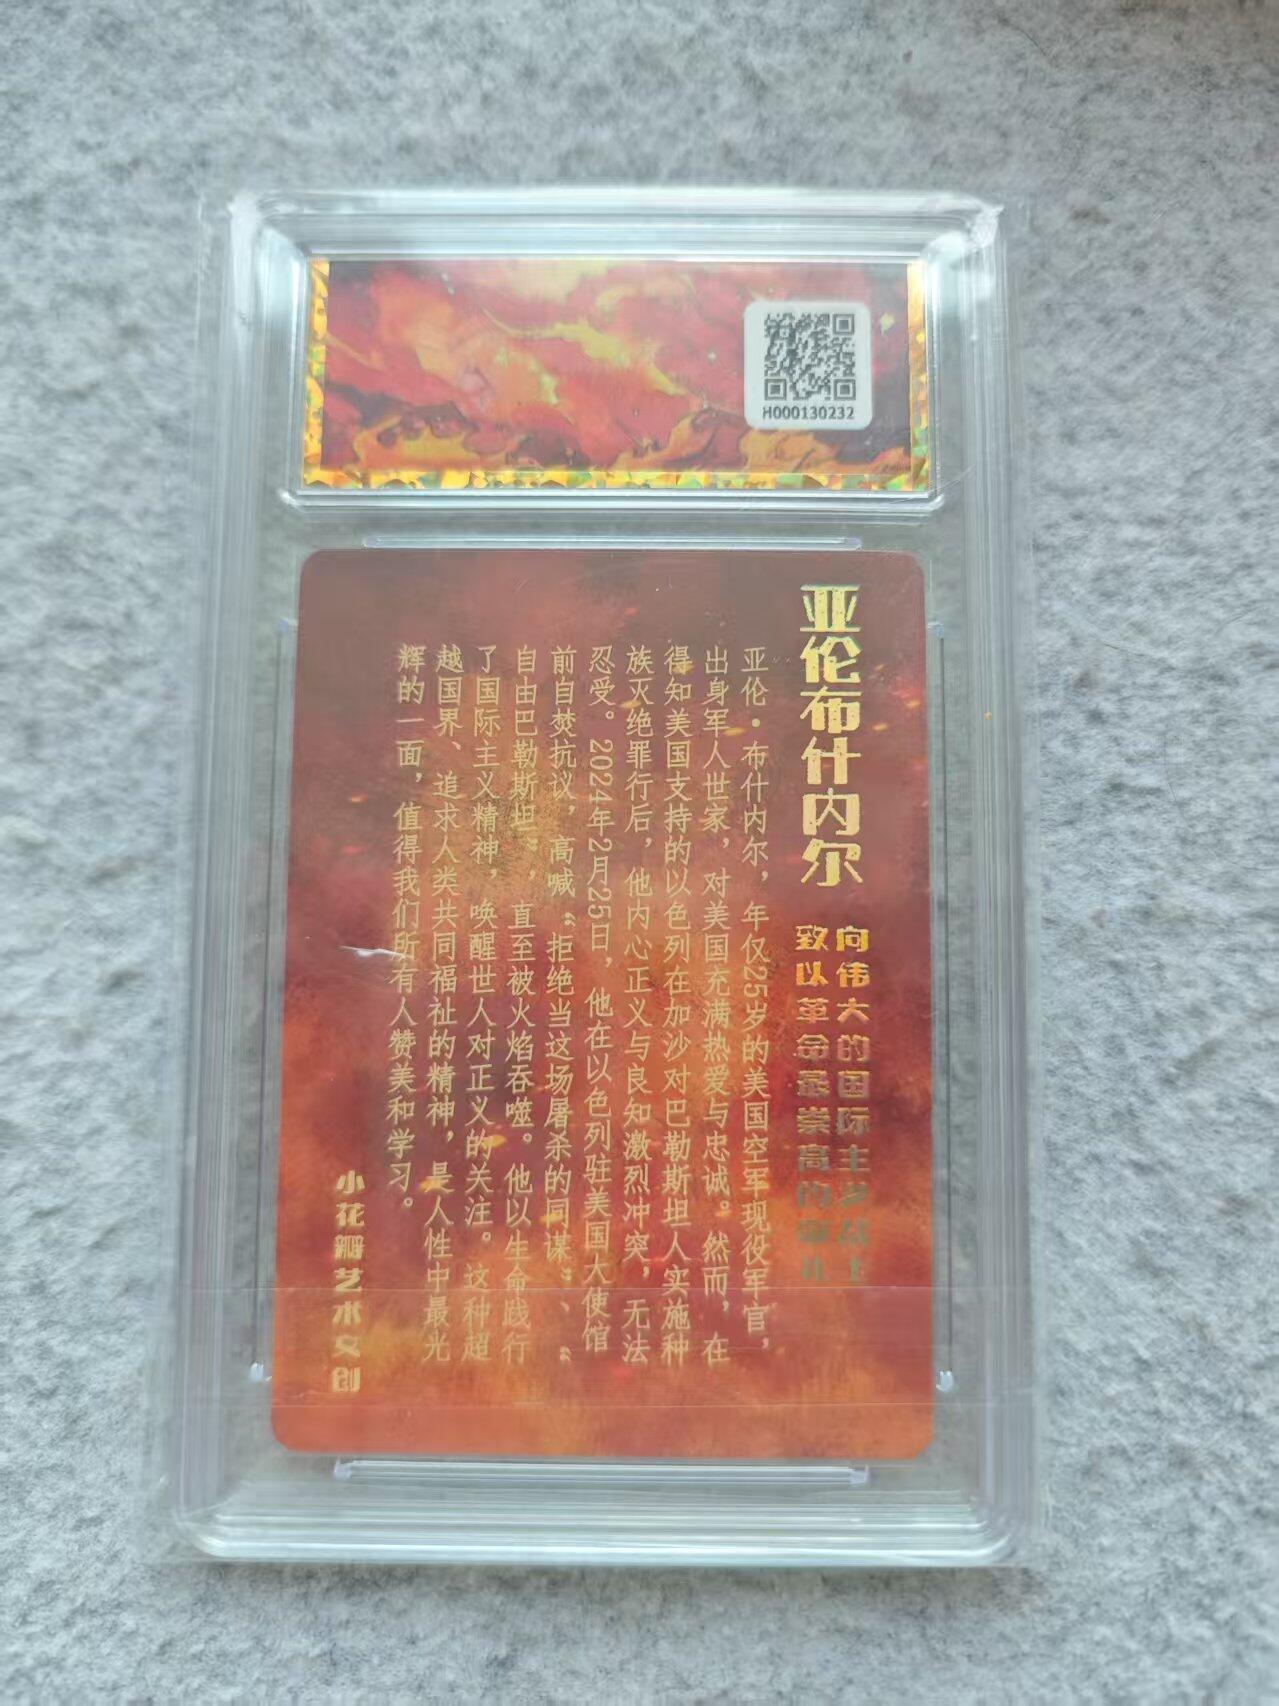 H000130232
亚伦布什内尔
向伟大的国际主义战士
致以革命最崇高的敬礼
亚伦·布什内尔，年仅25岁的美国空军现役军官，
出身军人世家，对美国充满热爱与忠诚。然而，在
得知美国支持的以色列在加沙对巴勒斯坦人实施种
族灭绝罪行后，他内心正义与良知激烈冲突，无法
忍受。2024年2月25日，他在以色列驻美国大使馆
前自焚抗议，高喊“拒绝当这场屠杀的同谋”、“
自由巴勒斯坦”，直至被火焰吞噬。他以生命践行
了国际主义精神，唤醒世人对正义的关注。这种超
越国界、追求人类共同福祉的精神，是人性中最光
辉的一面，值得我们所有人赞美和学习。
小花瓣艺术文创